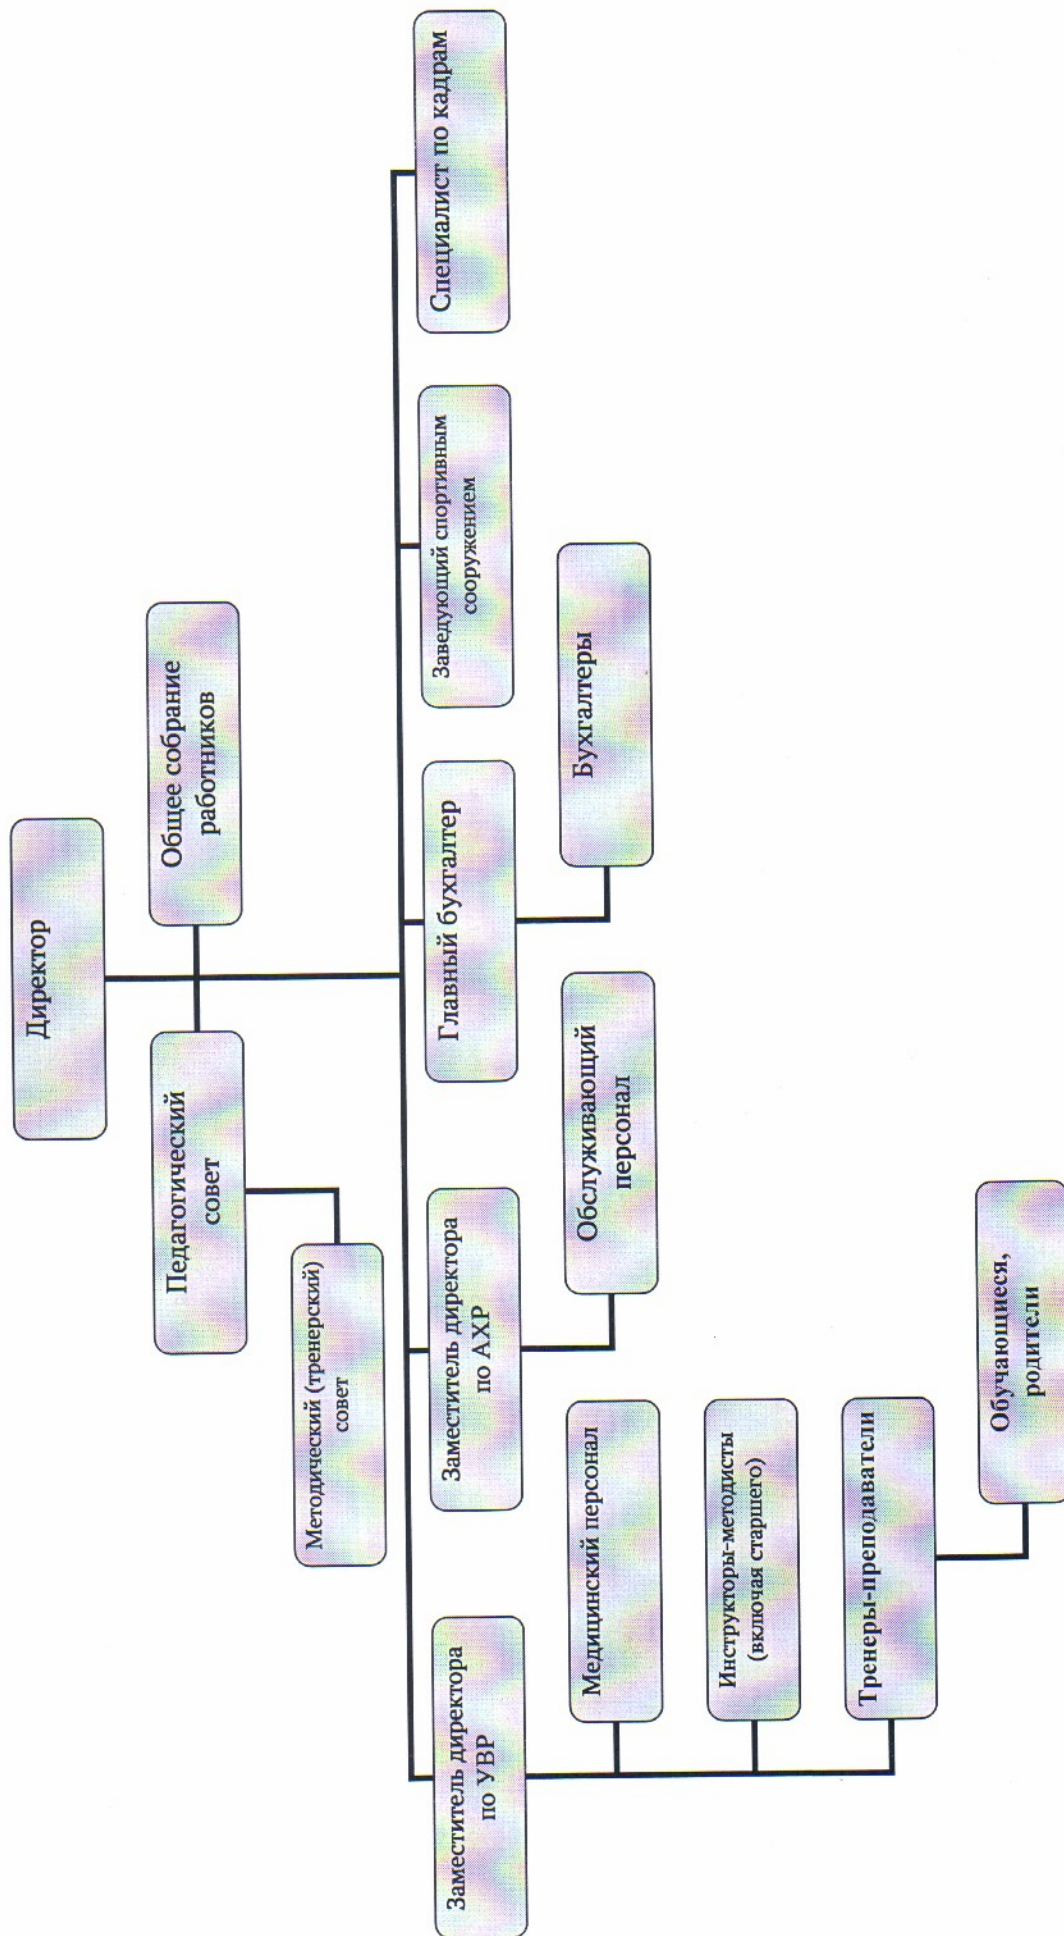 Директор
Педагогический
совет
Общее собрание
работников
Методический (тренерский)
совет
Заместитель директора
по УВР
Заместитель директора
по АХР
Главный бухгалтер
Заведующий спортивным
сооружением
Специалист по кадрам
Медицинский персонал
Обслуживающий
персонал
Бухгалтеры
Инструкторы-методисты
(включая старшего)
Тренеры-преподаватели
Обучающиеся,
родители